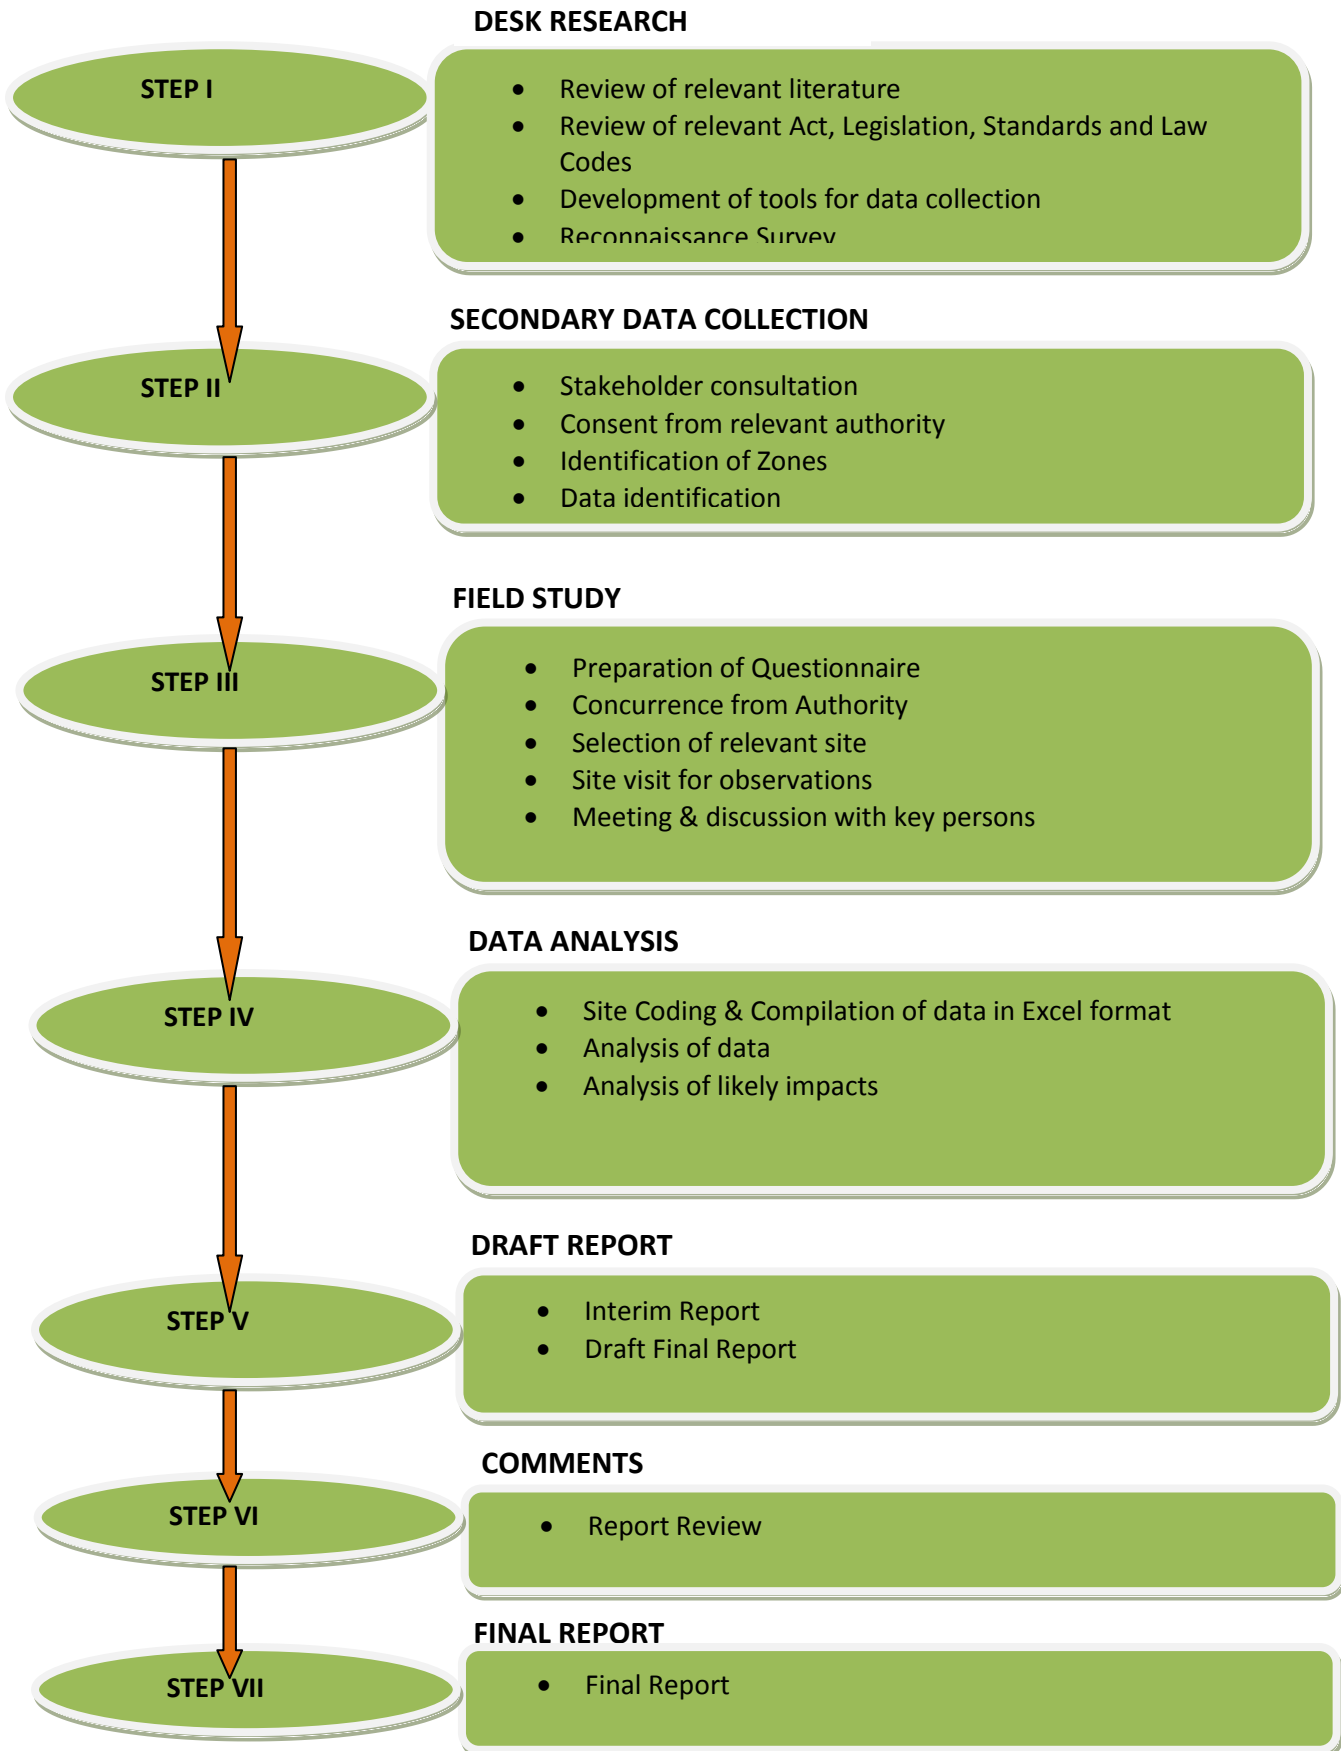 DESK RESEARCH
STEP I
• Review of relevant literature
• Review of relevant Act, Legislation, Standards and Law
Codes
• Development of tools for data collection
• Reconnaissance Survey
SECONDARY DATA COLLECTION
STEP II
• Stakeholder consultation
• Consent from relevant authority
• Identification of Zones
• Data identification
FIELD STUDY
STEP III
• Preparation of Questionnaire
• Concurrence from Authority
• Selection of relevant site
• Site visit for observations
• Meeting & discussion with key persons
DATA ANALYSIS
STEP IV
• Site Coding & Compilation of data in Excel format
• Analysis of data
• Analysis of likely impacts
DRAFT REPORT
STEP V
• Interim Report
• Draft Final Report
COMMENTS
STEP VI
• Report Review
FINAL REPORT
STEP VII
• Final Report